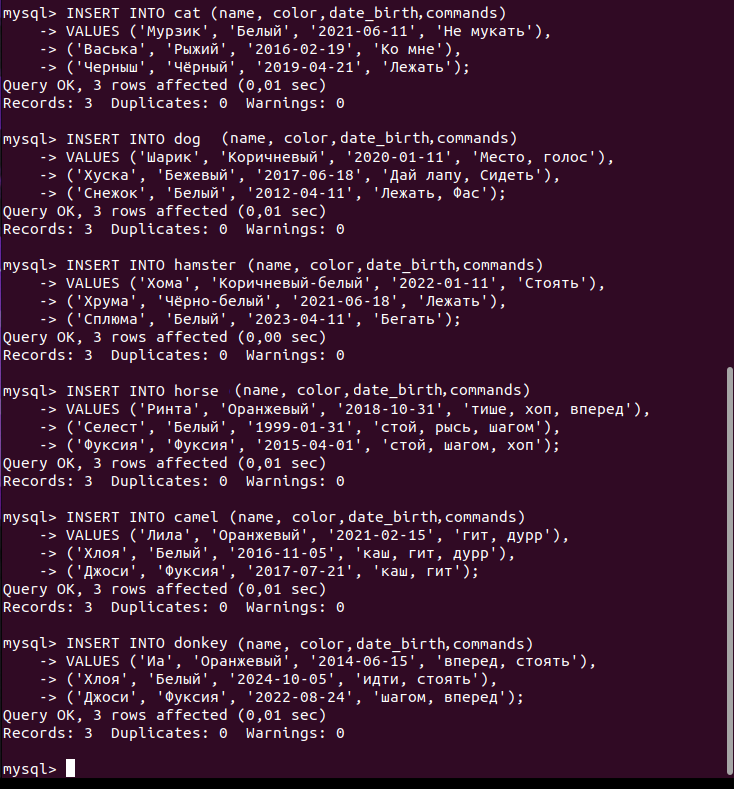 mysql> INSERT INTO cat (name, color,date_birth,commands)
    -> VALUES ('Мурзик', 'Белый', '2021-06-11', 'Не мукать'),
    -> ('Васька', 'Рыжий', '2016-02-19', 'Ко мне'),
    -> ('Черныш', 'Чёрный', '2019-04-21', 'Лежать');
Query OK, 3 rows affected (0,01 sec)
Records: 3  Duplicates: 0  Warnings: 0

mysql> INSERT INTO dog  (name, color,date_birth,commands)
    -> VALUES ('Шарик', 'Коричневый', '2020-01-11', 'Место, голос'),
    -> ('Хуска', 'Бежевый', '2017-06-18', 'Дай лапу, Сидеть'),
    -> ('Снежок', 'Белый', '2012-04-11', 'Лежать, Фас');
Query OK, 3 rows affected (0,01 sec)
Records: 3  Duplicates: 0  Warnings: 0

mysql> INSERT INTO hamster (name, color,date_birth,commands)
    -> VALUES ('Хома', 'Коричневый-белый', '2022-01-11', 'Стоять'),
    -> ('Хрума', 'Чёрно-белый', '2021-06-18', 'Лежать'),
    -> ('Сплюма', 'Белый', '2023-04-11', 'Бегать');
Query OK, 3 rows affected (0,00 sec)
Records: 3  Duplicates: 0  Warnings: 0

mysql> INSERT INTO horse  (name, color,date_birth,commands)
    -> VALUES ('Ринта', 'Оранжевый', '2018-10-31', 'тише, хоп, вперед'),
    -> ('Селест', 'Белый', '1999-01-31', 'стой, рысь, шагом'),
    -> ('Фуксия', 'Фуксия', '2015-04-01', 'стой, шагом, хоп');
Query OK, 3 rows affected (0,01 sec)
Records: 3  Duplicates: 0  Warnings: 0

mysql> INSERT INTO camel (name, color,date_birth,commands)
    -> VALUES ('Лила', 'Оранжевый', '2021-02-15', 'гит, дурр'),
    -> ('Хлоя', 'Белый', '2016-11-05', 'каш, гит, дурр'),
    -> ('Джоси', 'Фуксия', '2017-07-21', 'каш, гит');
Query OK, 3 rows affected (0,01 sec)
Records: 3  Duplicates: 0  Warnings: 0

mysql> INSERT INTO donkey (name, color,date_birth,commands)
    -> VALUES ('Иа', 'Оранжевый', '2014-06-15', 'вперед, стоять'),
    -> ('Хлоя', 'Белый', '2024-10-05', 'идти, стоять'),
    -> ('Джоси', 'Фуксия', '2022-08-24', 'шагом, вперед');
Query OK, 3 rows affected (0,01 sec)
Records: 3  Duplicates: 0  Warnings: 0

mysql>